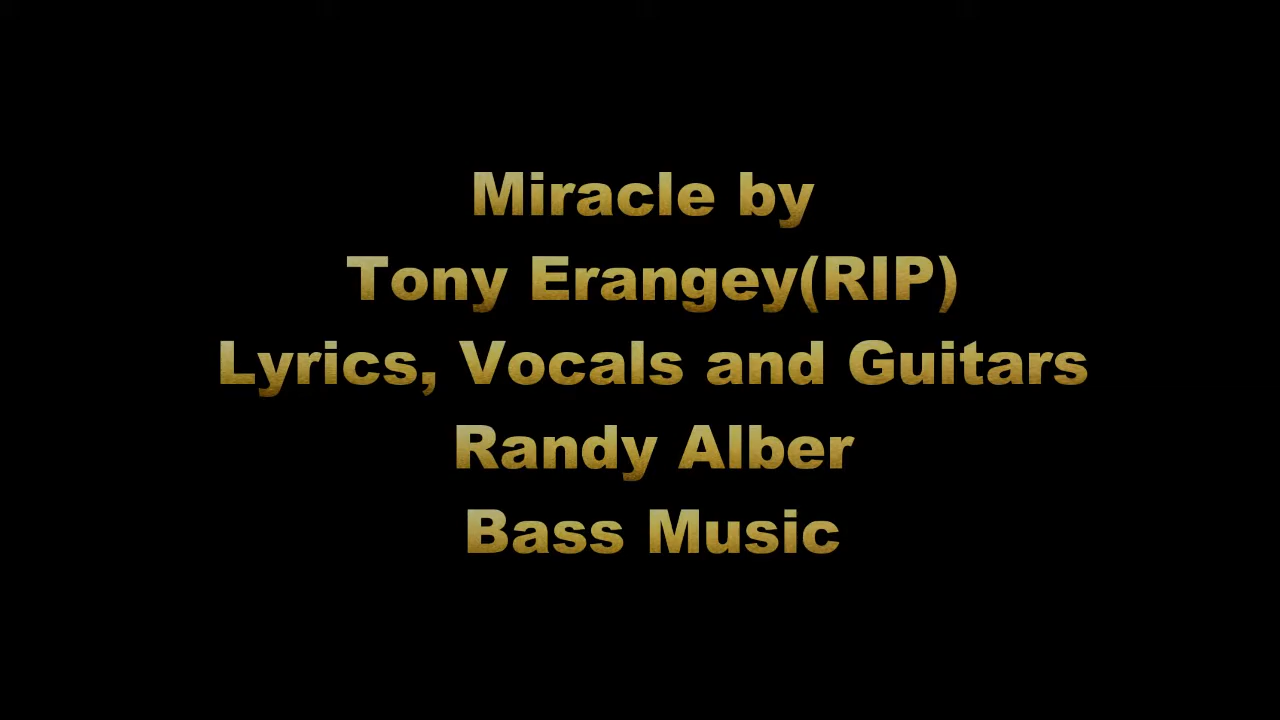 Miracle by
Tony Erangey(RIP)
Lyrics, Vocals and Guitars
Randy Alber
Bass Music